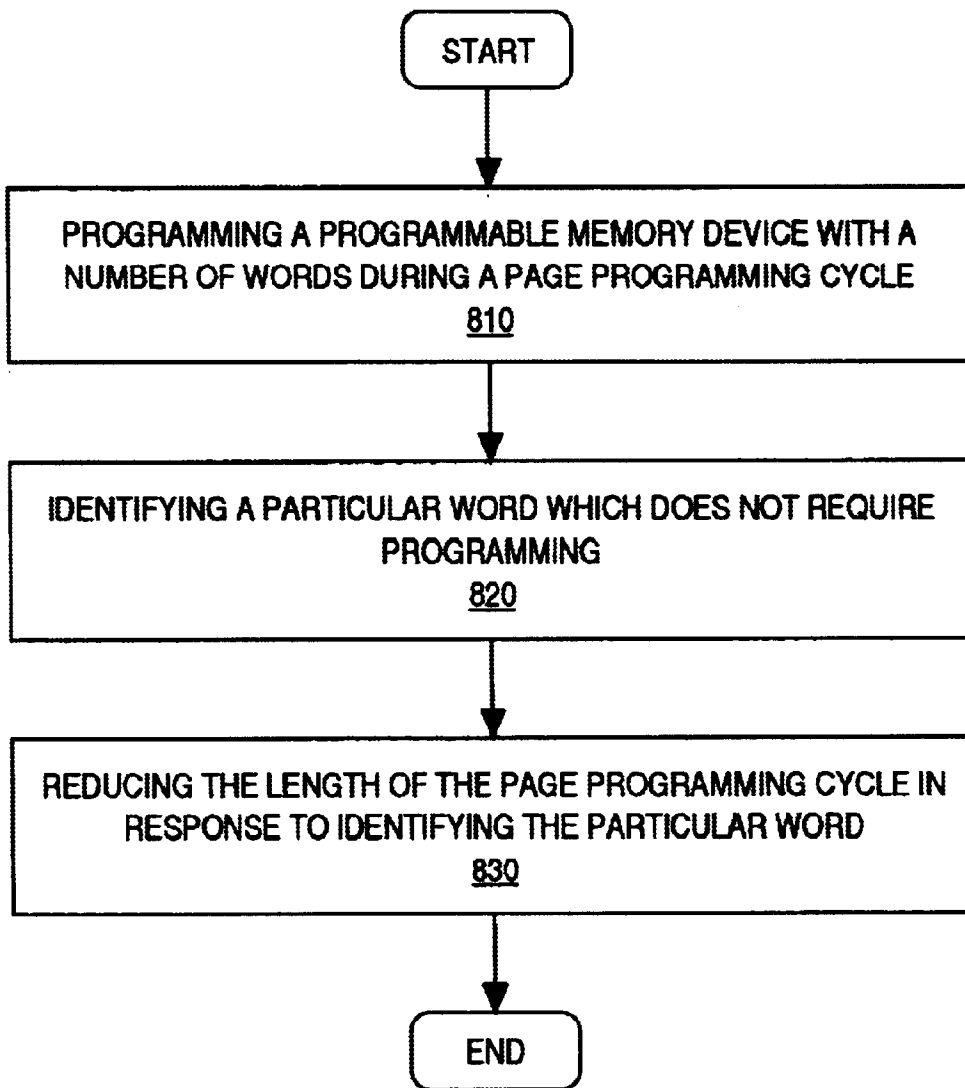 START
PROGRAMMING A PROGRAMMABLE MEMORY DEVICE WITH A
NUMBER OF WORDS DURING A PAGE PROGRAMMING CYCLE
810
IDENTIFYING A PARTICULAR WORD WHICH DOES NOT REQUIRE
PROGRAMMING
820
REDUCING THE LENGTH OF THE PAGE PROGRAMMING CYCLE IN
RESPONSE TO IDENTIFYING THE PARTICULAR WORD
830
END